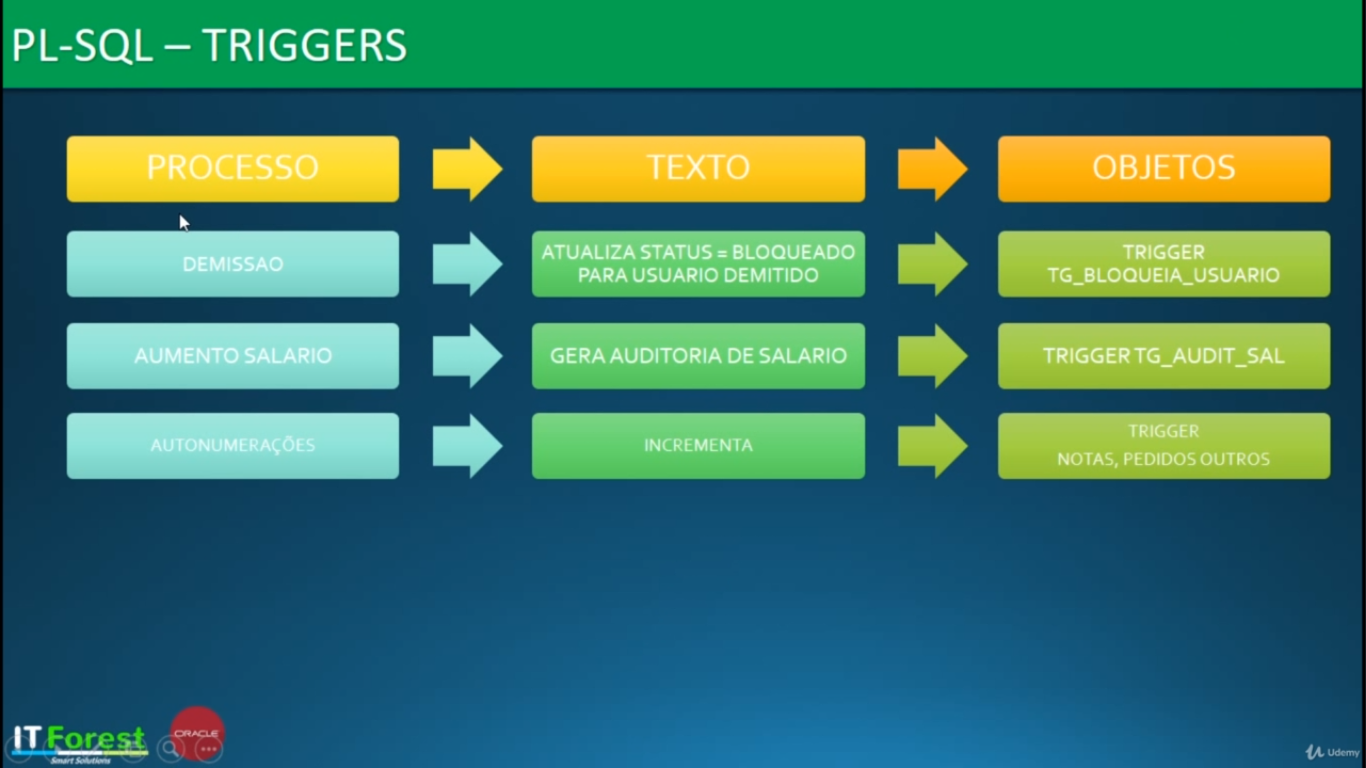 PL-SQL – TRIGGERS
PROCESSO
TEXTO
OBJETOS
DEMISSAO
ATUALIZA STATUS = BLOQUEADO
PARA USUARIO DEMITIDO
TRIGGER
TG_BLOQUEIA_USUARIO
AUMENTO SALARIO
GERA AUDITORIA DE SALARIO
TRIGGER TG_AUDIT_SAL
AUTONUMERAÇÕES
INCREMENTA
TRIGGER
NOTAS, PEDIDOS OUTROS
IT Forest
Smart Solutions
ORACLE
Udemy